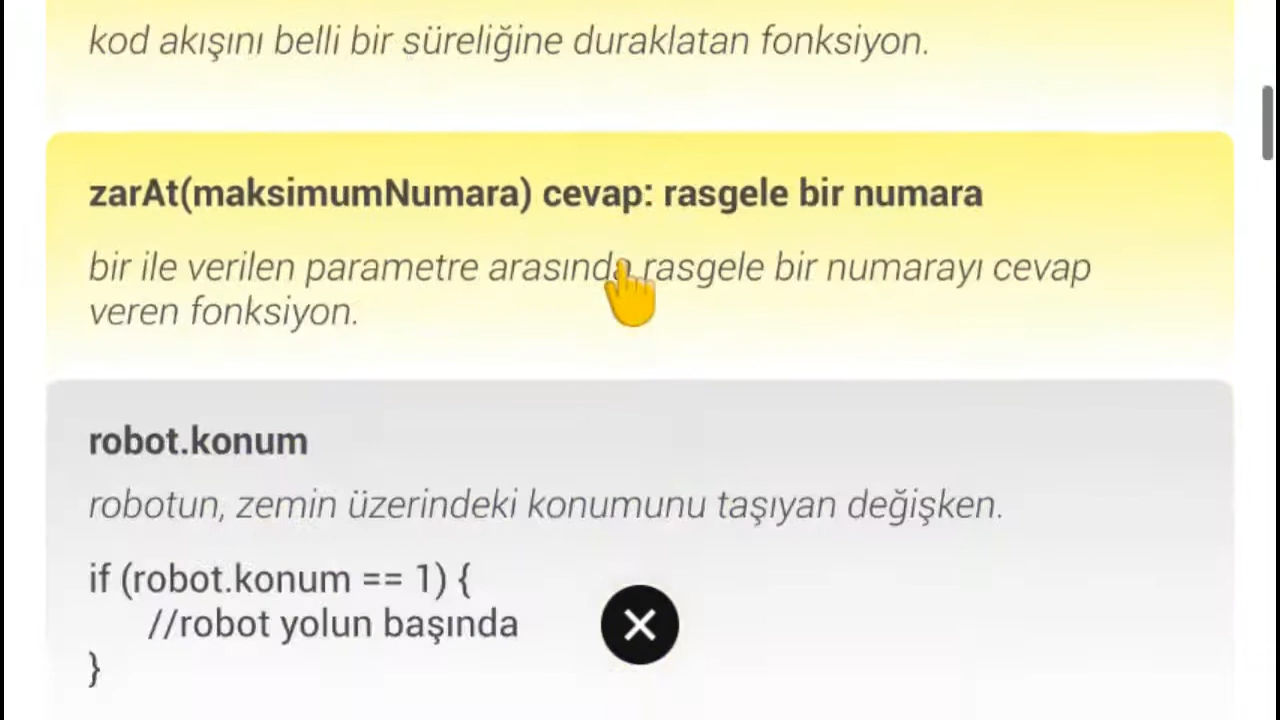 kod akışını belli bir süreliğine duraklatan fonksiyon.
zarAt(maksimumNumara) cevap: rasgele bir numara
bir ile verilen parametre arasında rasgele bir numarayı cevap
veren fonksiyon.
robot.konum
robotun, zemin üzerindeki konumunu taşıyan değişken.
if (robot.konum == 1) {
//robot yolun başında
}